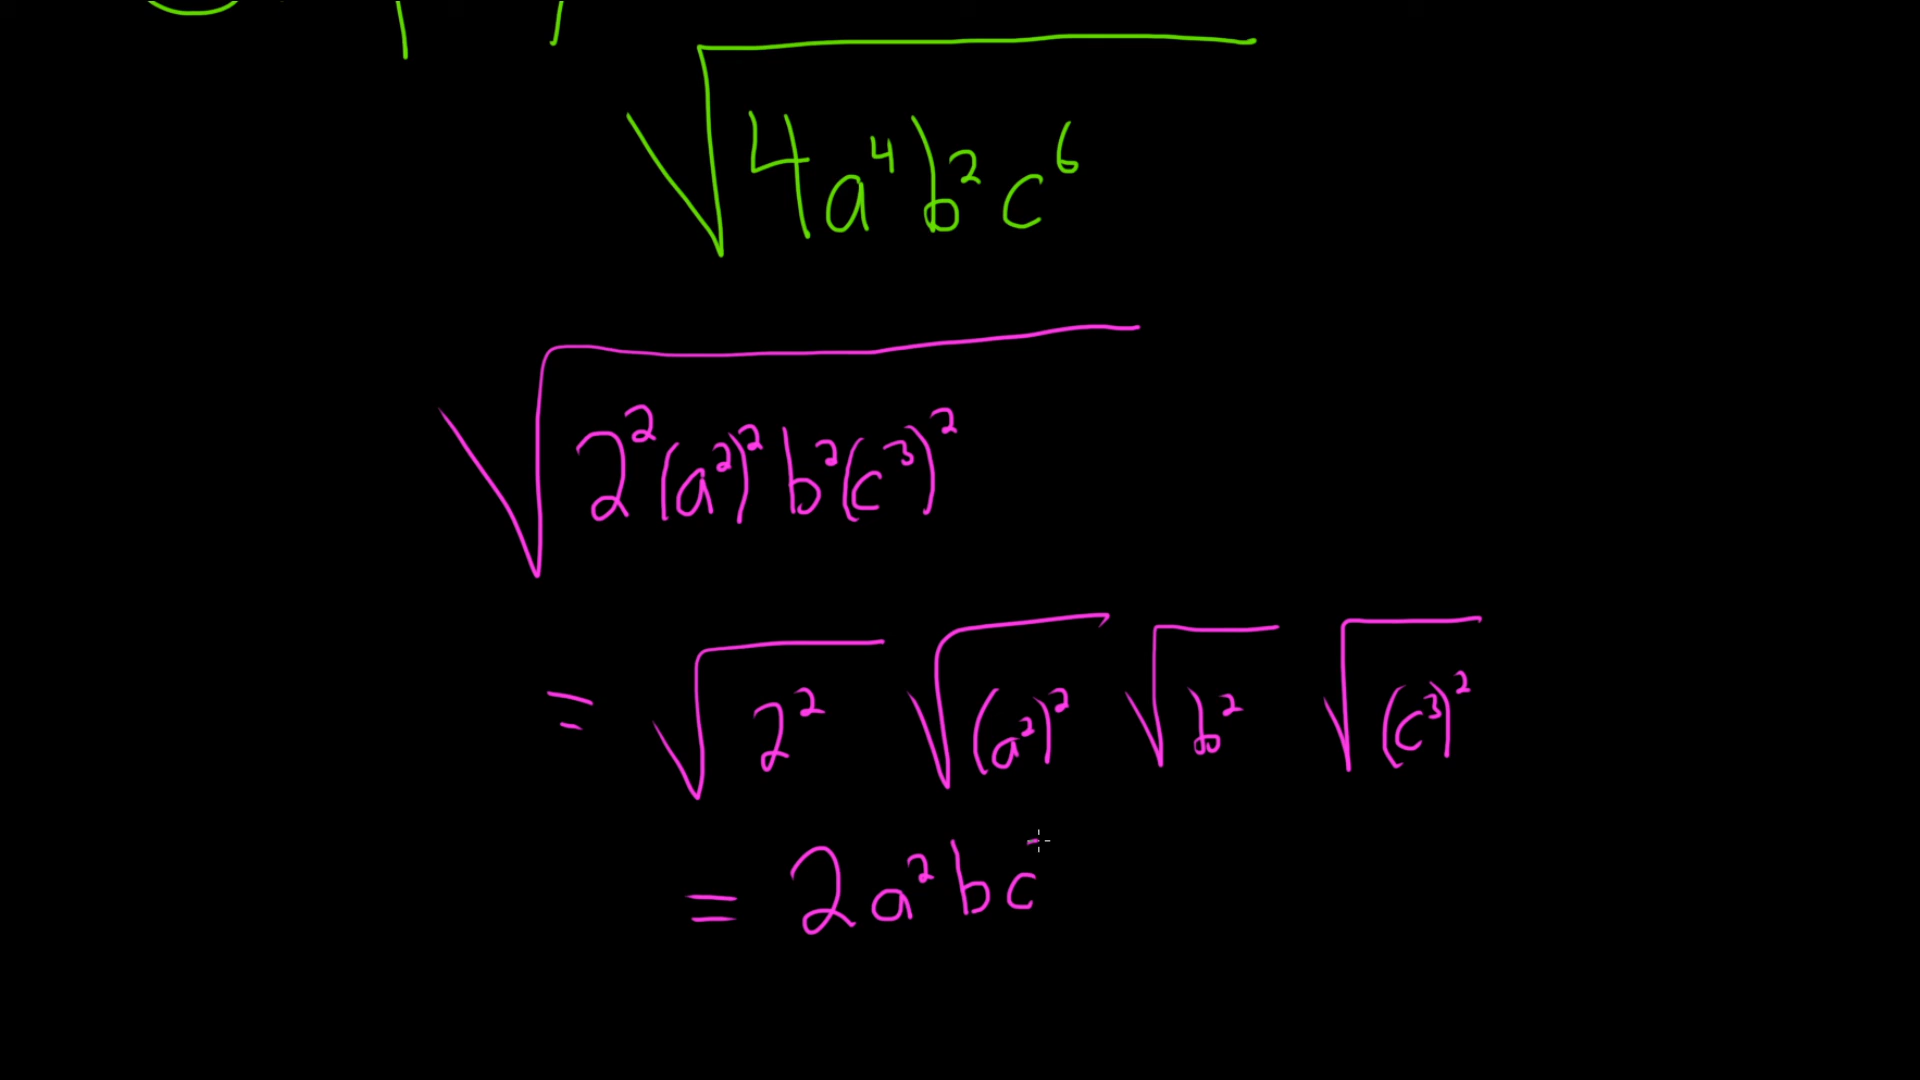 √(4a⁴b²c⁶)
√(2²(a²)²b²(c³)²)
= √(2²) √((a²)²) √(b²) √((c³)²)
= 2a²bc